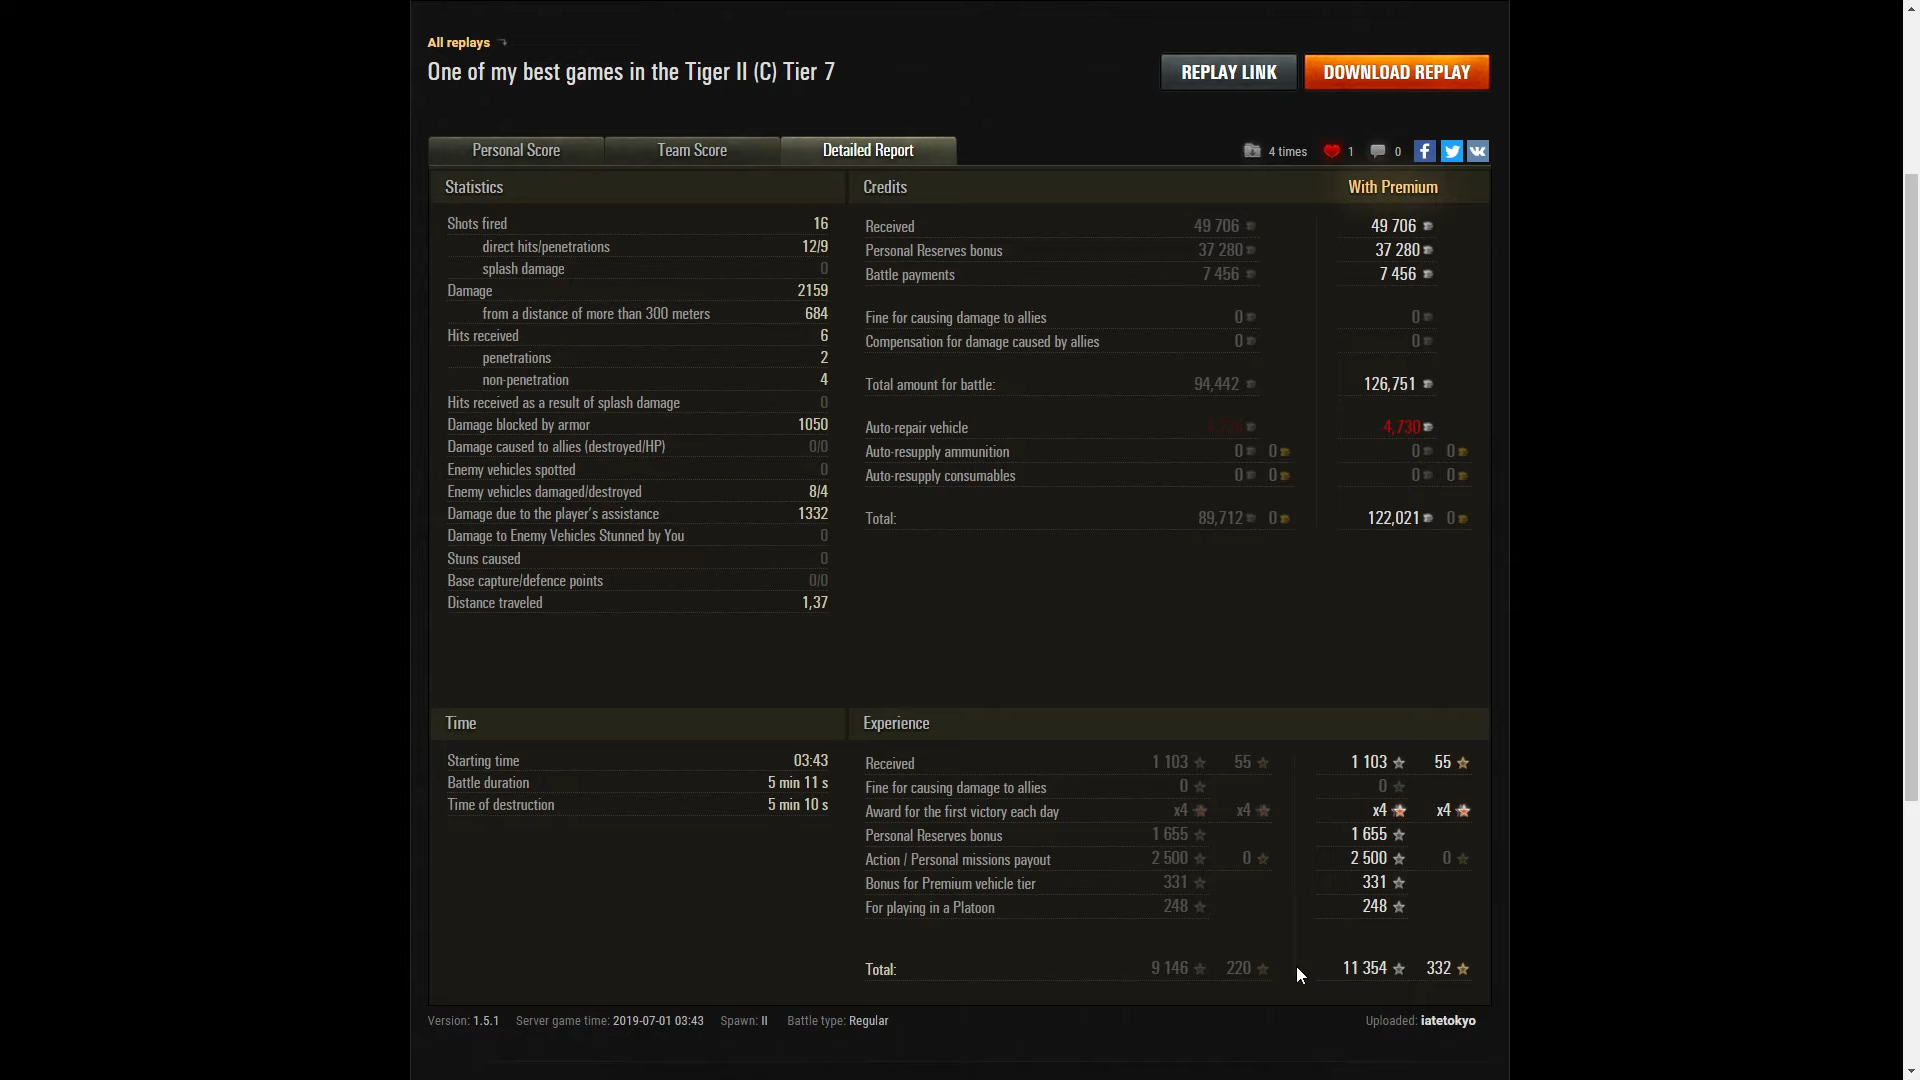 All replays
One of my best games in the Tiger II (C) Tier 7
REPLAY LINK DOWNLOAD REPLAY
Personal Score Team Score Detailed Report 4 times 1 0
Statistics
Shots fired 16
direct hits/penetrations 12/9
splash damage 0
Damage 2159
from a distance of more than 300 meters 684
Hits received 6
penetrations 2
non-penetration 4
Hits received as a result of splash damage 0
Damage blocked by armor 1050
Damage caused to allies (destroyed/HP) 0/0
Enemy vehicles spotted 0
Enemy vehicles damaged/destroyed 8/4
Damage due to the player's assistance 1332
Damage to Enemy Vehicles Stunned by You 0
Stuns caused 0
Base capture/defence points 0/0
Distance traveled 1,37
Credits With Premium
Received 49 706 49 706
Personal Reserves bonus 37 280 37 280
Battle payments 7 456 7 456
Fine for causing damage to allies 0 0
Compensation for damage caused by allies 0 0
Total amount for battle: 94,442 126,751
Auto-repair vehicle -4,730
Auto-resupply ammunition 0 0 0 0
Auto-resupply consumables 0 0 0 0
Total: 89,712 0 122,021 0
Time
Starting time 03:43
Battle duration 5 min 11 s
Time of destruction 5 min 10 s
Experience
Received 1 103 55 1 103 55
Fine for causing damage to allies 0 0
Award for the first victory each day x4 x4 x4 x4
Personal Reserves bonus 1 655 1 655
Action / Personal missions payout 2 500 0 2 500 0
Bonus for Premium vehicle tier 331 331
For playing in a Platoon 248 248
Total: 9 146 220 11 354 332
Version: 1.5.1 Server game time: 2019-07-01 03:43 Spawn: II Battle type: Regular Uploaded: iatetokyo